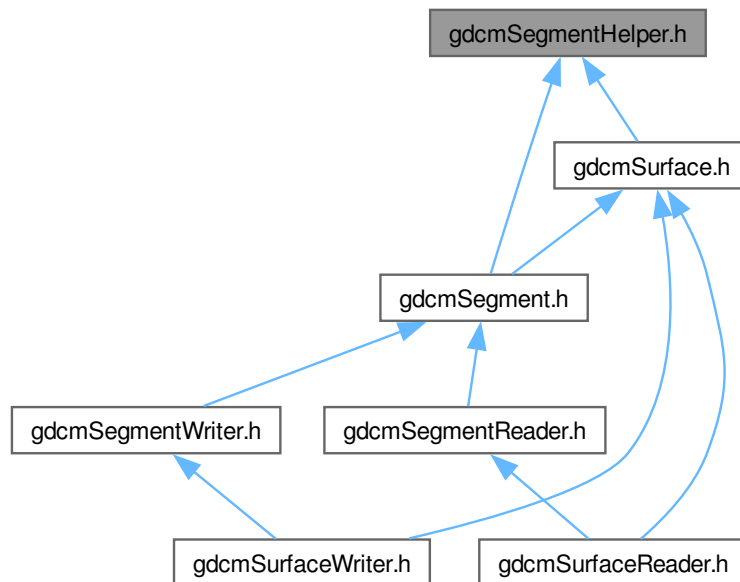 gdcmSegmentHelper.h
gdcmSurface.h
gdcmSegment.h
gdcmSegmentWriter.h
gdcmSegmentReader.h
gdcmSurfaceWriter.h
gdcmSurfaceReader.h